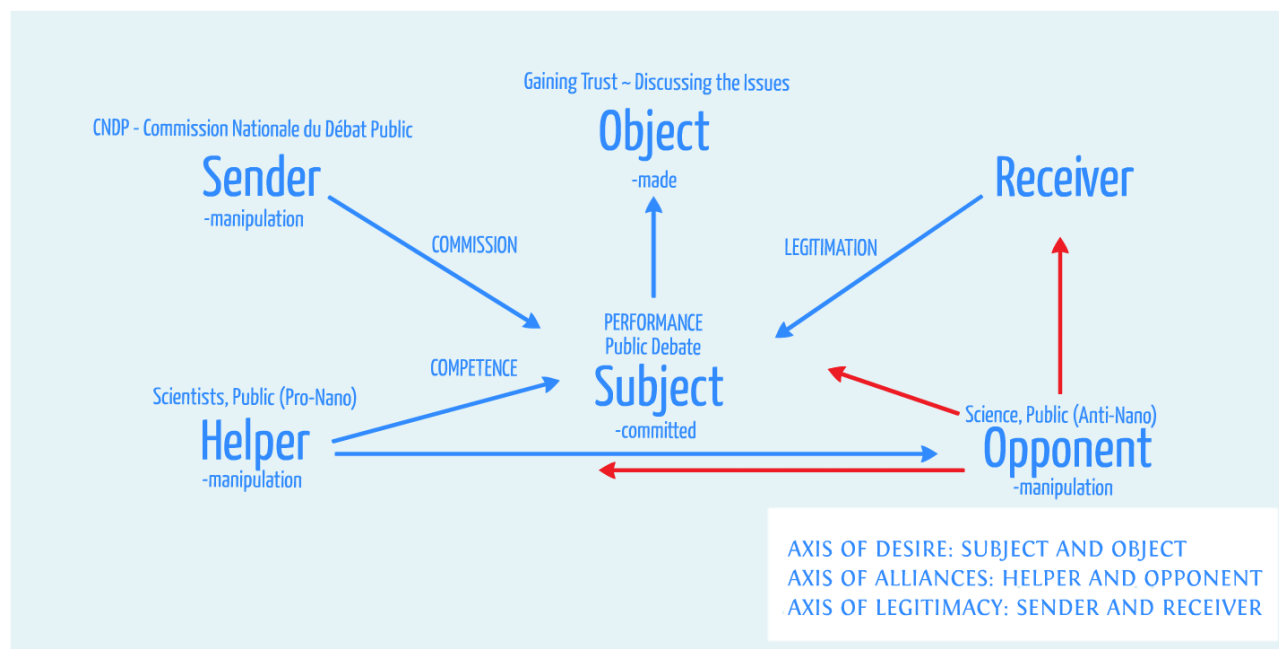 Gaining Trust ~ Discussing the Issues
Object
-made
CNDP - Commission Nationale du Débat Public
Sender
-manipulation
Receiver
COMMISSION
LEGITIMATION
PERFORMANCE
Public Debate
Subject
-committed
COMPETENCE
Scientists, Public (Pro-Nano)
Helper
-manipulation
Science, Public (Anti-Nano)
Opponent
-manipulation
AXIS OF DESIRE: SUBJECT AND OBJECT
AXIS OF ALLIANCES: HELPER AND OPPONENT
AXIS OF LEGITIMACY: SENDER AND RECEIVER